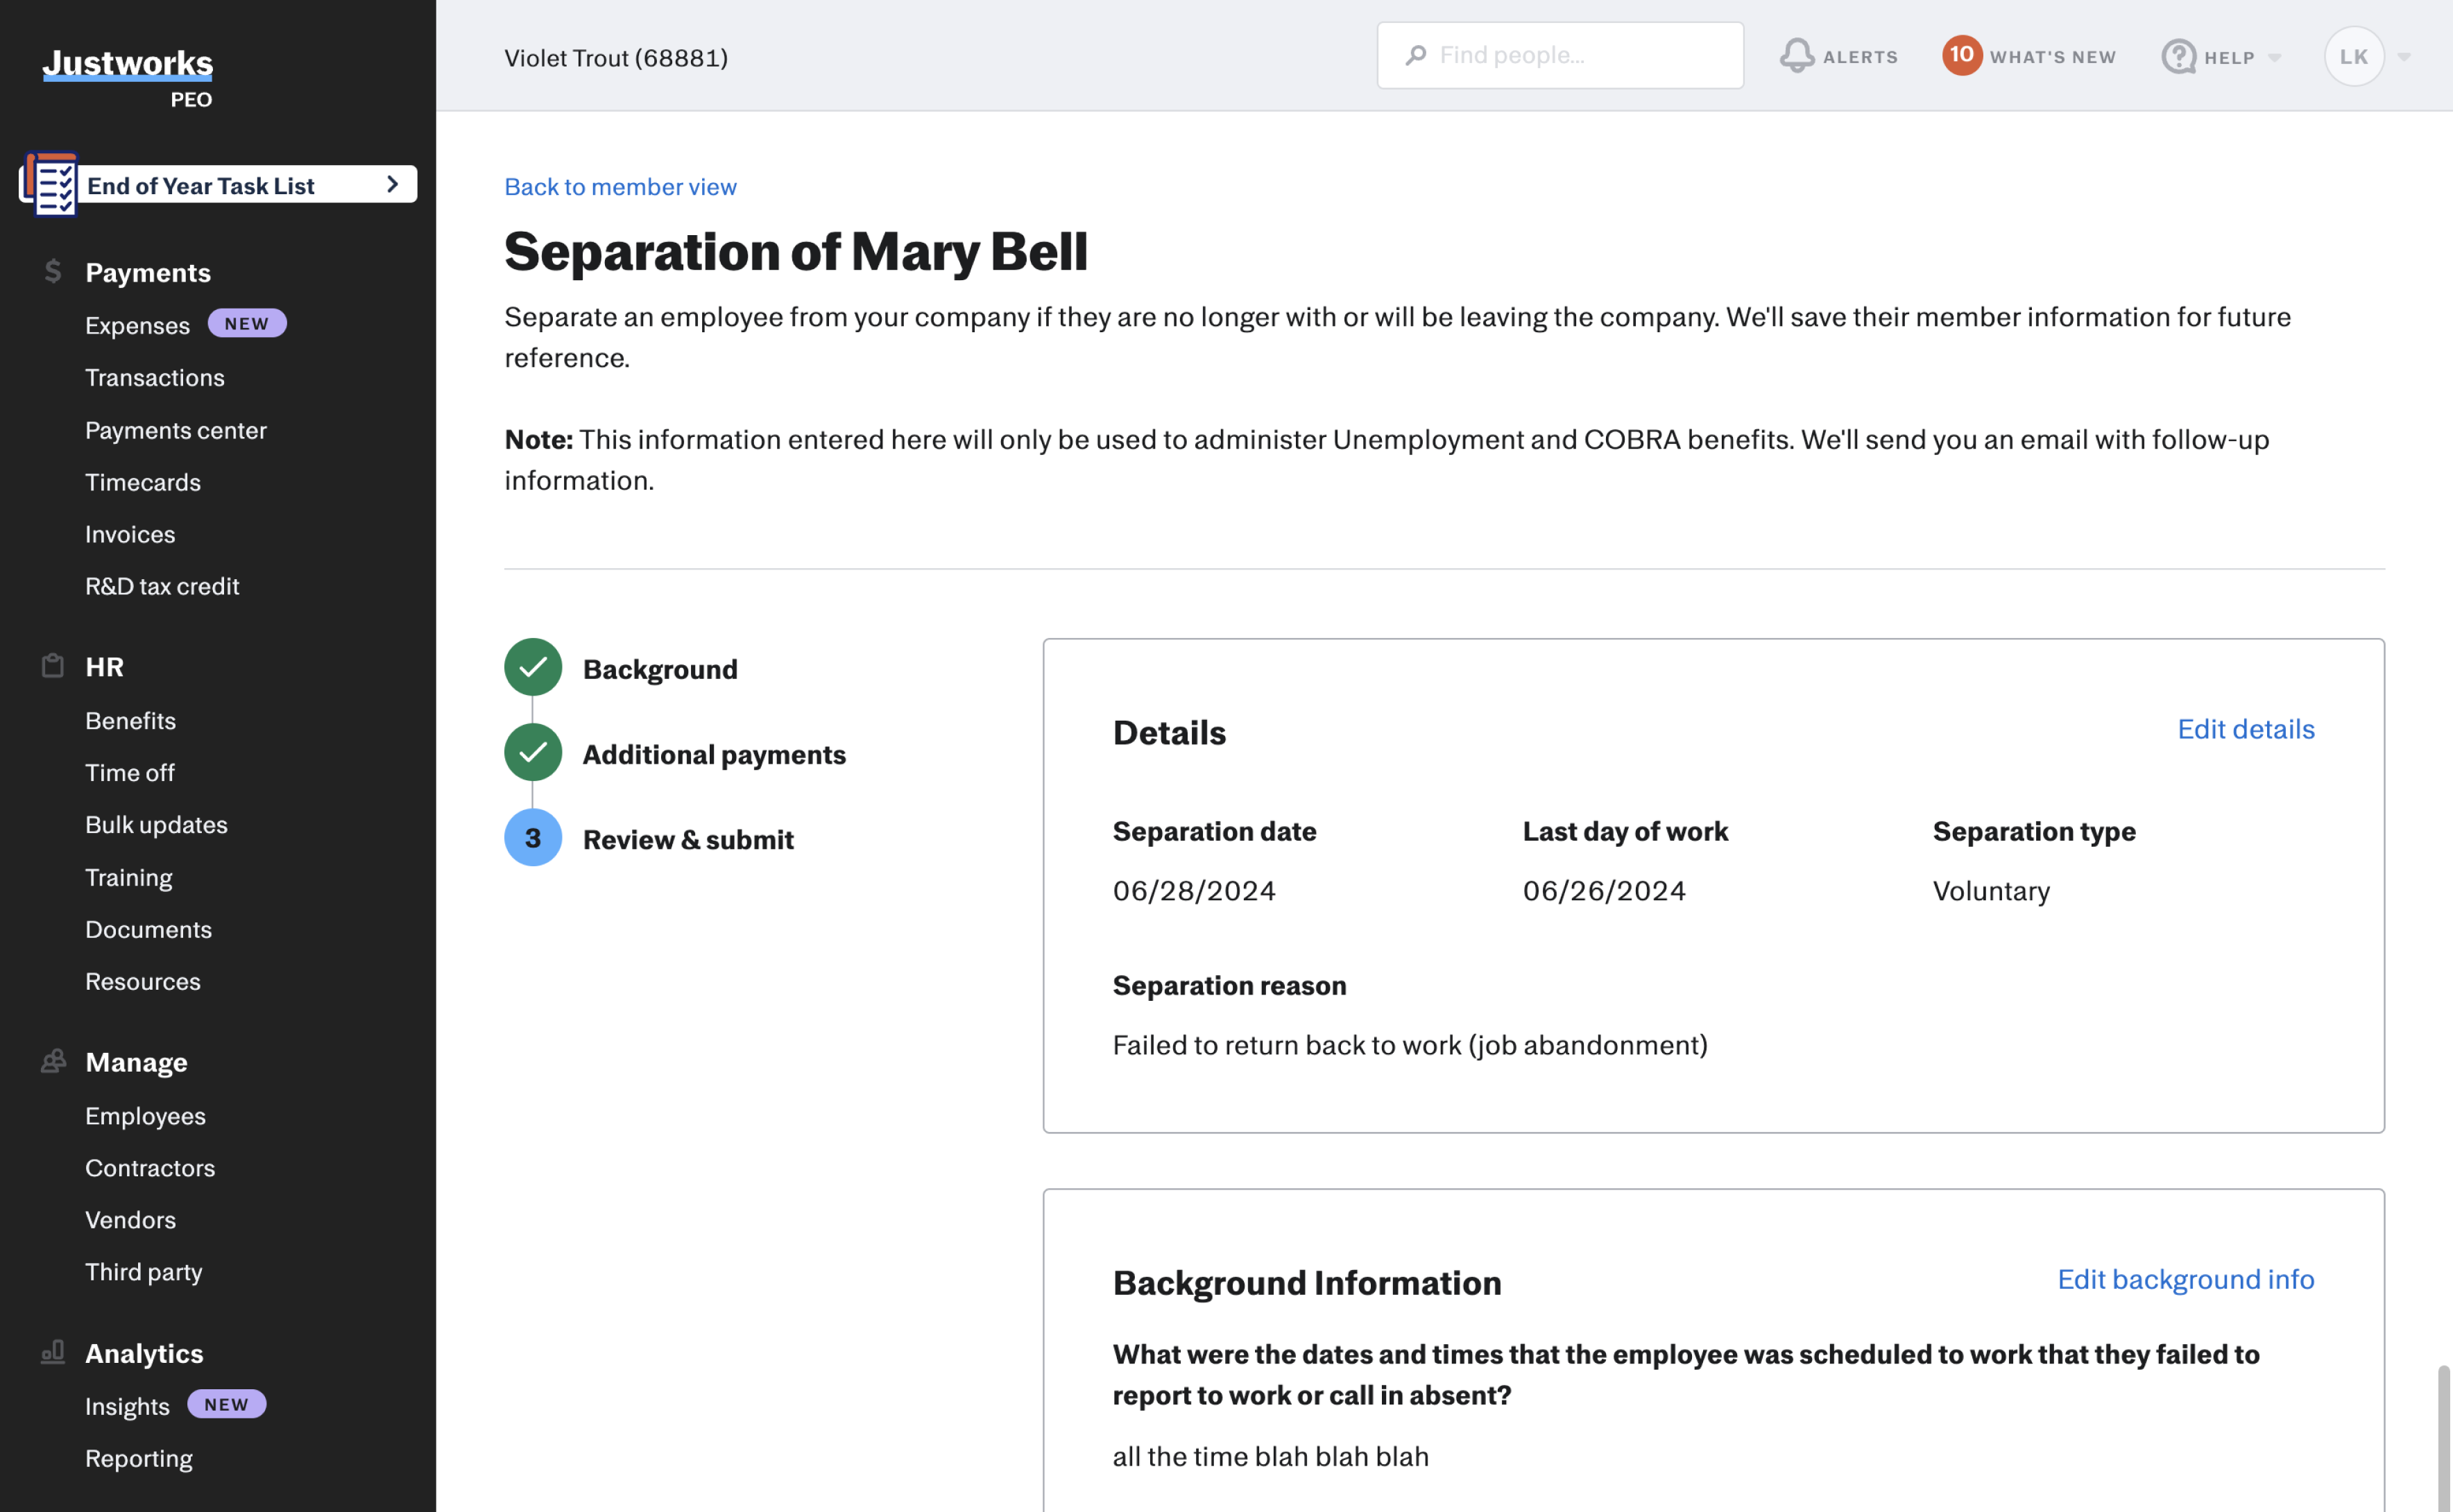 Justworks
PEO
End of Year Task List
Payments
Expenses NEW
Transactions
Payments center
Timecards
Invoices
R&D tax credit
HR
Benefits
Time off
Bulk updates
Training
Documents
Resources
Manage
Employees
Contractors
Vendors
Third party
Analytics
Insights NEW
Reporting
Violet Trout (68881)
Find people...
ALERTS
10 WHAT'S NEW
HELP
LK
Back to member view
Separation of Mary Bell
Separate an employee from your company if they are no longer with or will be leaving the company. We'll save their member information for future
reference.
Note: This information entered here will only be used to administer Unemployment and COBRA benefits. We'll send you an email with follow-up
information.
Background
Additional payments
3 Review & submit
Details
Edit details
Separation date Last day of work Separation type
06/28/2024 06/26/2024 Voluntary
Separation reason
Failed to return back to work (job abandonment)
Background Information
Edit background info
What were the dates and times that the employee was scheduled to work that they failed to
report to work or call in absent?
all the time blah blah blah